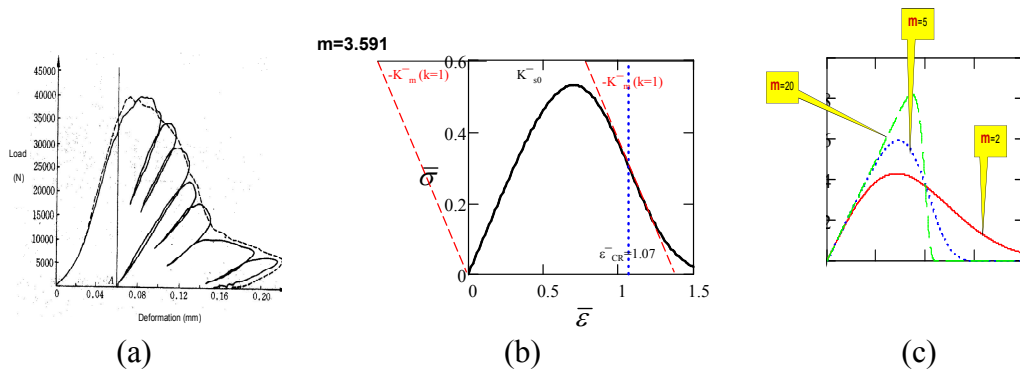 45000
40000
35000
Load 30000
(N) 25000
20000
15000
10000
5000
A
0 0.04 0.08 0.12 0.16 0.20
Deformation (mm)
(a)
m=3.591
0.6
0.4
0.2
0
-K¯m (k=1)
K¯s0
-K¯m (k=1)
σ̿
ε¯CR=1.07
0 0.5 1 1.5
ε̅
(b)
m=5
m=20
m=2
(c)